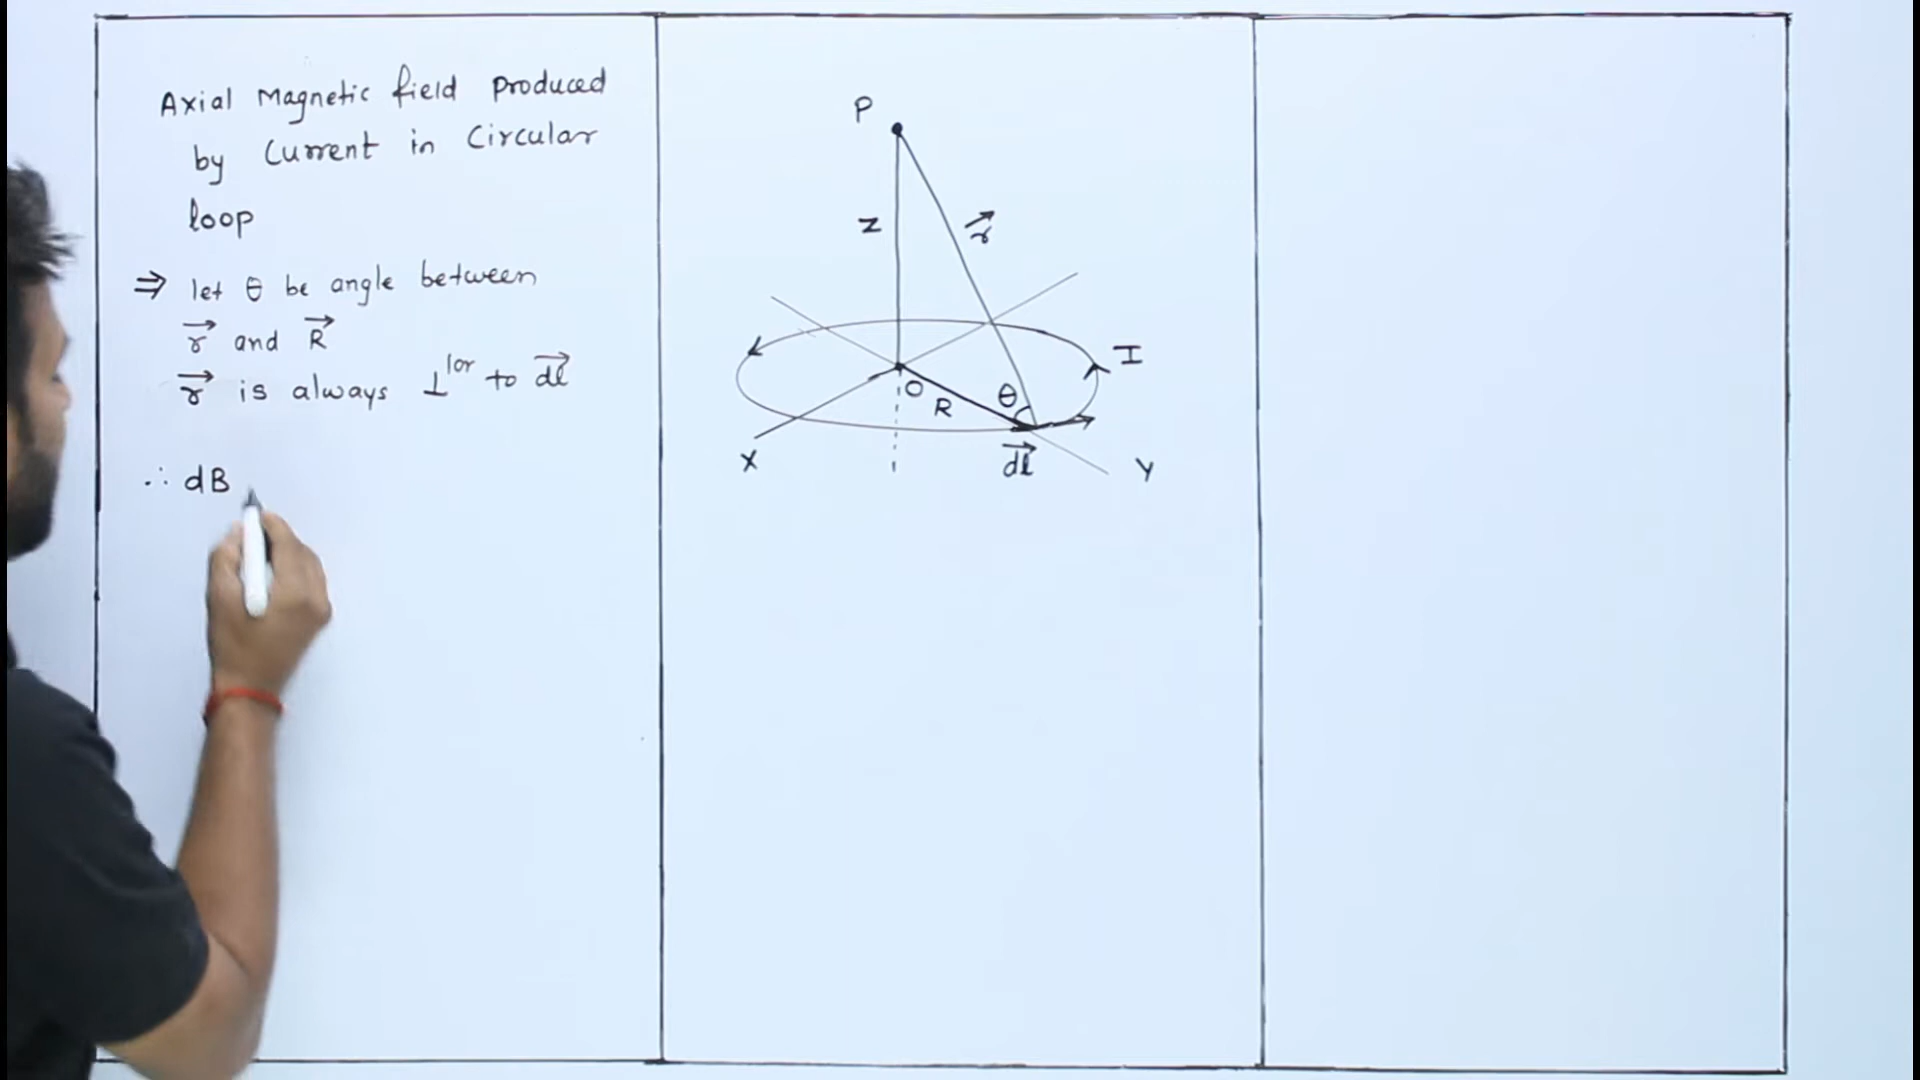 Axial Magnetic field produced
by Current in Circular
loop
⇒ let θ be angle between
r⃗ and R⃗
r⃗ is always ⊥lor to dl⃗
∴ dB
P
Z
r⃗
I
O
R
θ
X
dl⃗
Y